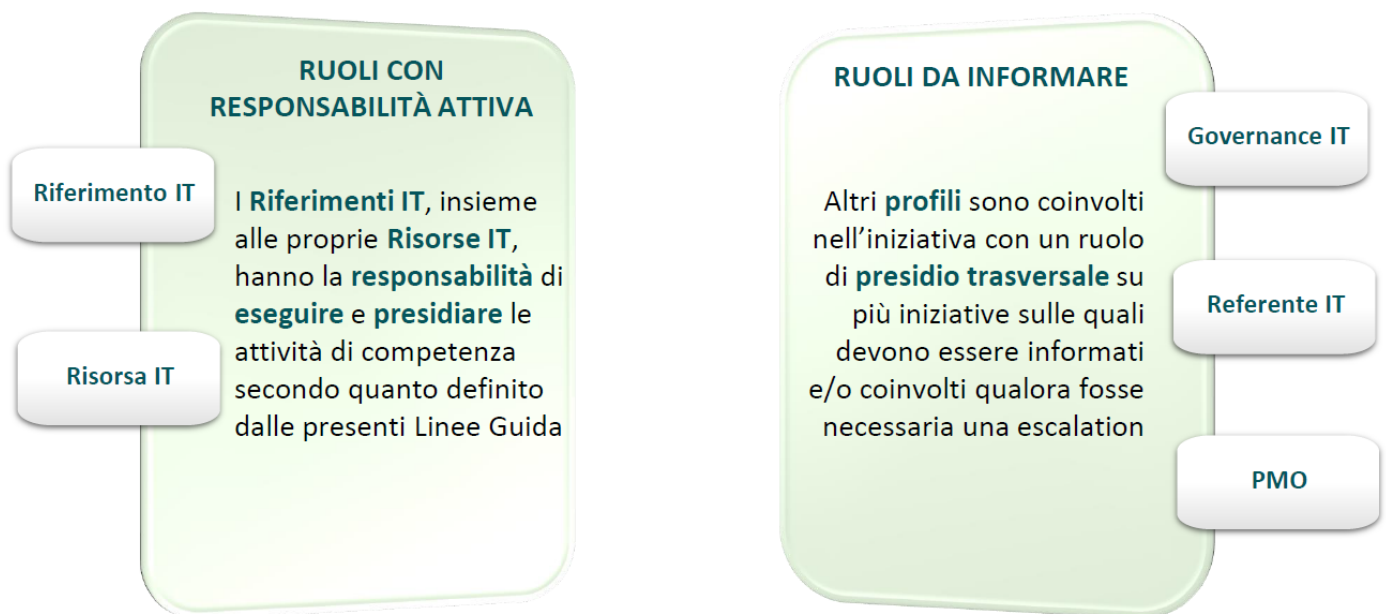 RUOLI CON
RESPONSABILITÀ ATTIVA
Riferimento IT
Risorsa IT
I Riferimenti IT, insieme
alle proprie Risorse IT,
hanno la responsabilità di
eseguire e presidiare le
attività di competenza
secondo quanto definito
dalle presenti Linee Guida
RUOLI DA INFORMARE
Altri profili sono coinvolti
nell’iniziativa con un ruolo
di presidio trasversale su
più iniziative sulle quali
devono essere informati
e/o coinvolti qualora fosse
necessaria una escalation
Governance IT
Referente IT
PMO